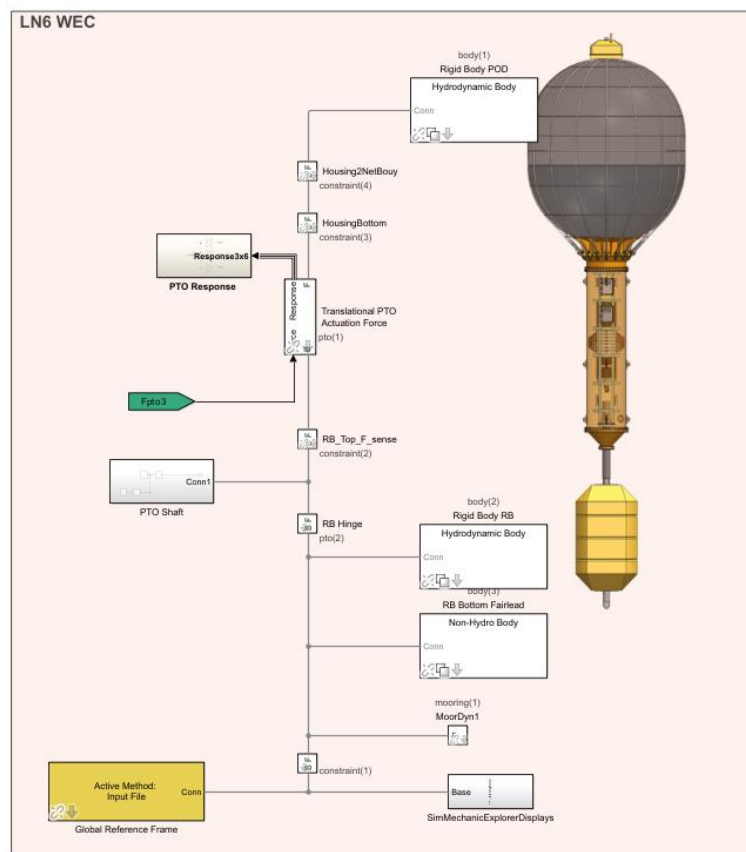 LN6 WEC
body(1)
Rigid Body POD
Hydrodynamic Body
Conn
Housing2NetBouy
constraint(4)
HousingBottom
constraint(3)
Response3x6
PTO Response
Response
Translational PTO
Actuation Force
pto(1)
Fpto3
RB_Top_F_sense
constraint(2)
Conn1
PTO Shaft
RB Hinge
pto(2)
body(2)
Rigid Body RB
Hydrodynamic Body
Conn
body(3)
RB Bottom Fairlead
Non-Hydro Body
Conn
mooring(1)
MoorDyn1
constraint(1)
Active Method:
Input File
Conn
Global Reference Frame
Base
SimMechanicExplorerDisplays